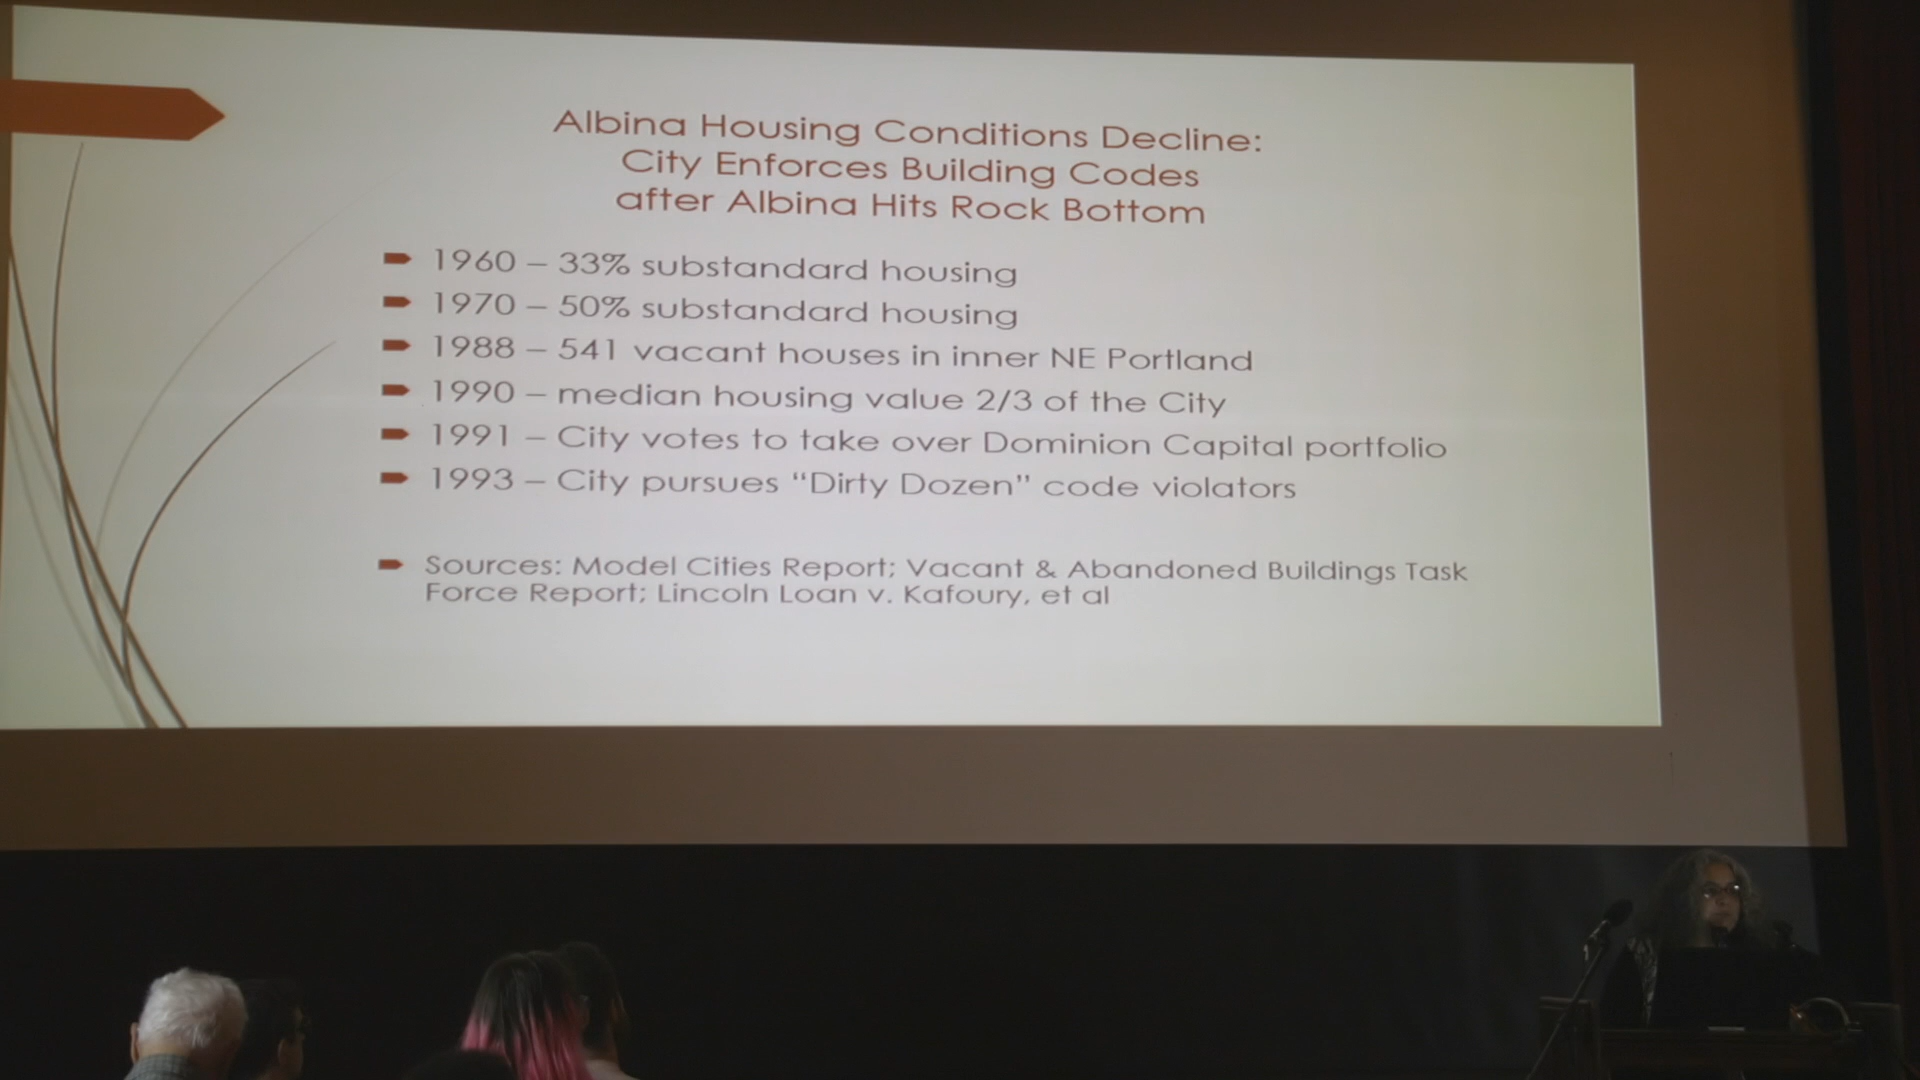 Albina Housing Conditions Decline:
City Enforces Building Codes
after Albina Hits Rock Bottom
1960 – 33% substandard housing
1970 – 50% substandard housing
1988 – 541 vacant houses in inner NE Portland
1990 – median housing value 2/3 of the City
1991 – City votes to take over Dominion Capital portfolio
1993 – City pursues “Dirty Dozen” code violators
Sources: Model Cities Report; Vacant & Abandoned Buildings Task
Force Report; Lincoln Loan v. Kafoury, et al